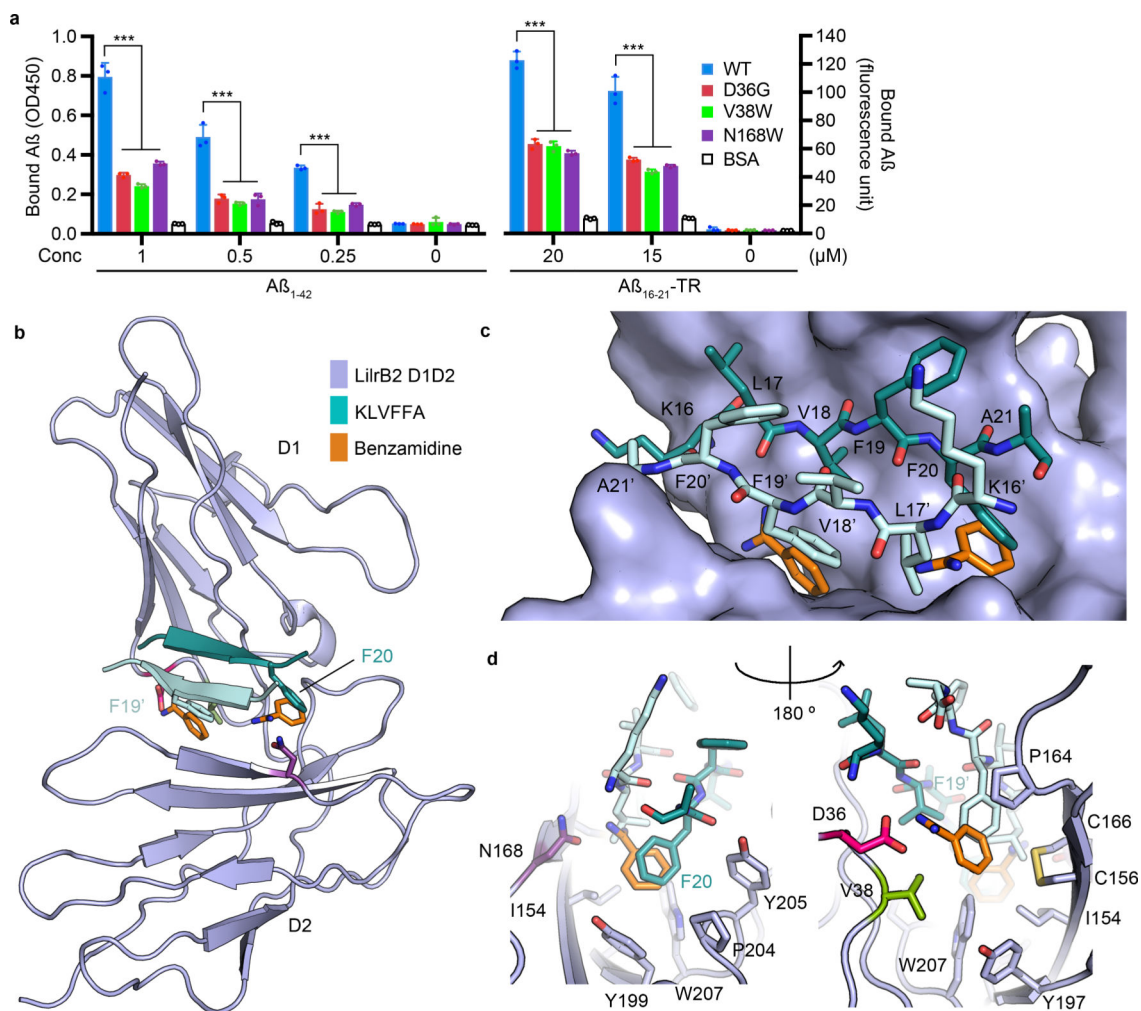 a
1.0
0.8
0.6
0.4
0.2
0.0
Bound Aß (OD450)
***
***
***
***
***
140
120
100
80
60
40
20
0
Bound Aß
(fluorescence unit)
WT
D36G
V38W
N168W
BSA
Conc
1
0.5
0.25
0
20
15
0
(µM)
Aß1-42
Aß16-21-TR
b
LilrB2 D1D2
KLVFFA
Benzamidine
D1
F20
F19’
D2
c
L17
K16
V18
A21
F19
F20
K16’
A21’
F20’
F19’
V18’
L17’
d
180 º
N168
I154
F20
Y205
P204
Y199
W207
P164
F19’
D36
C166
V38
C156
I154
W207
Y197